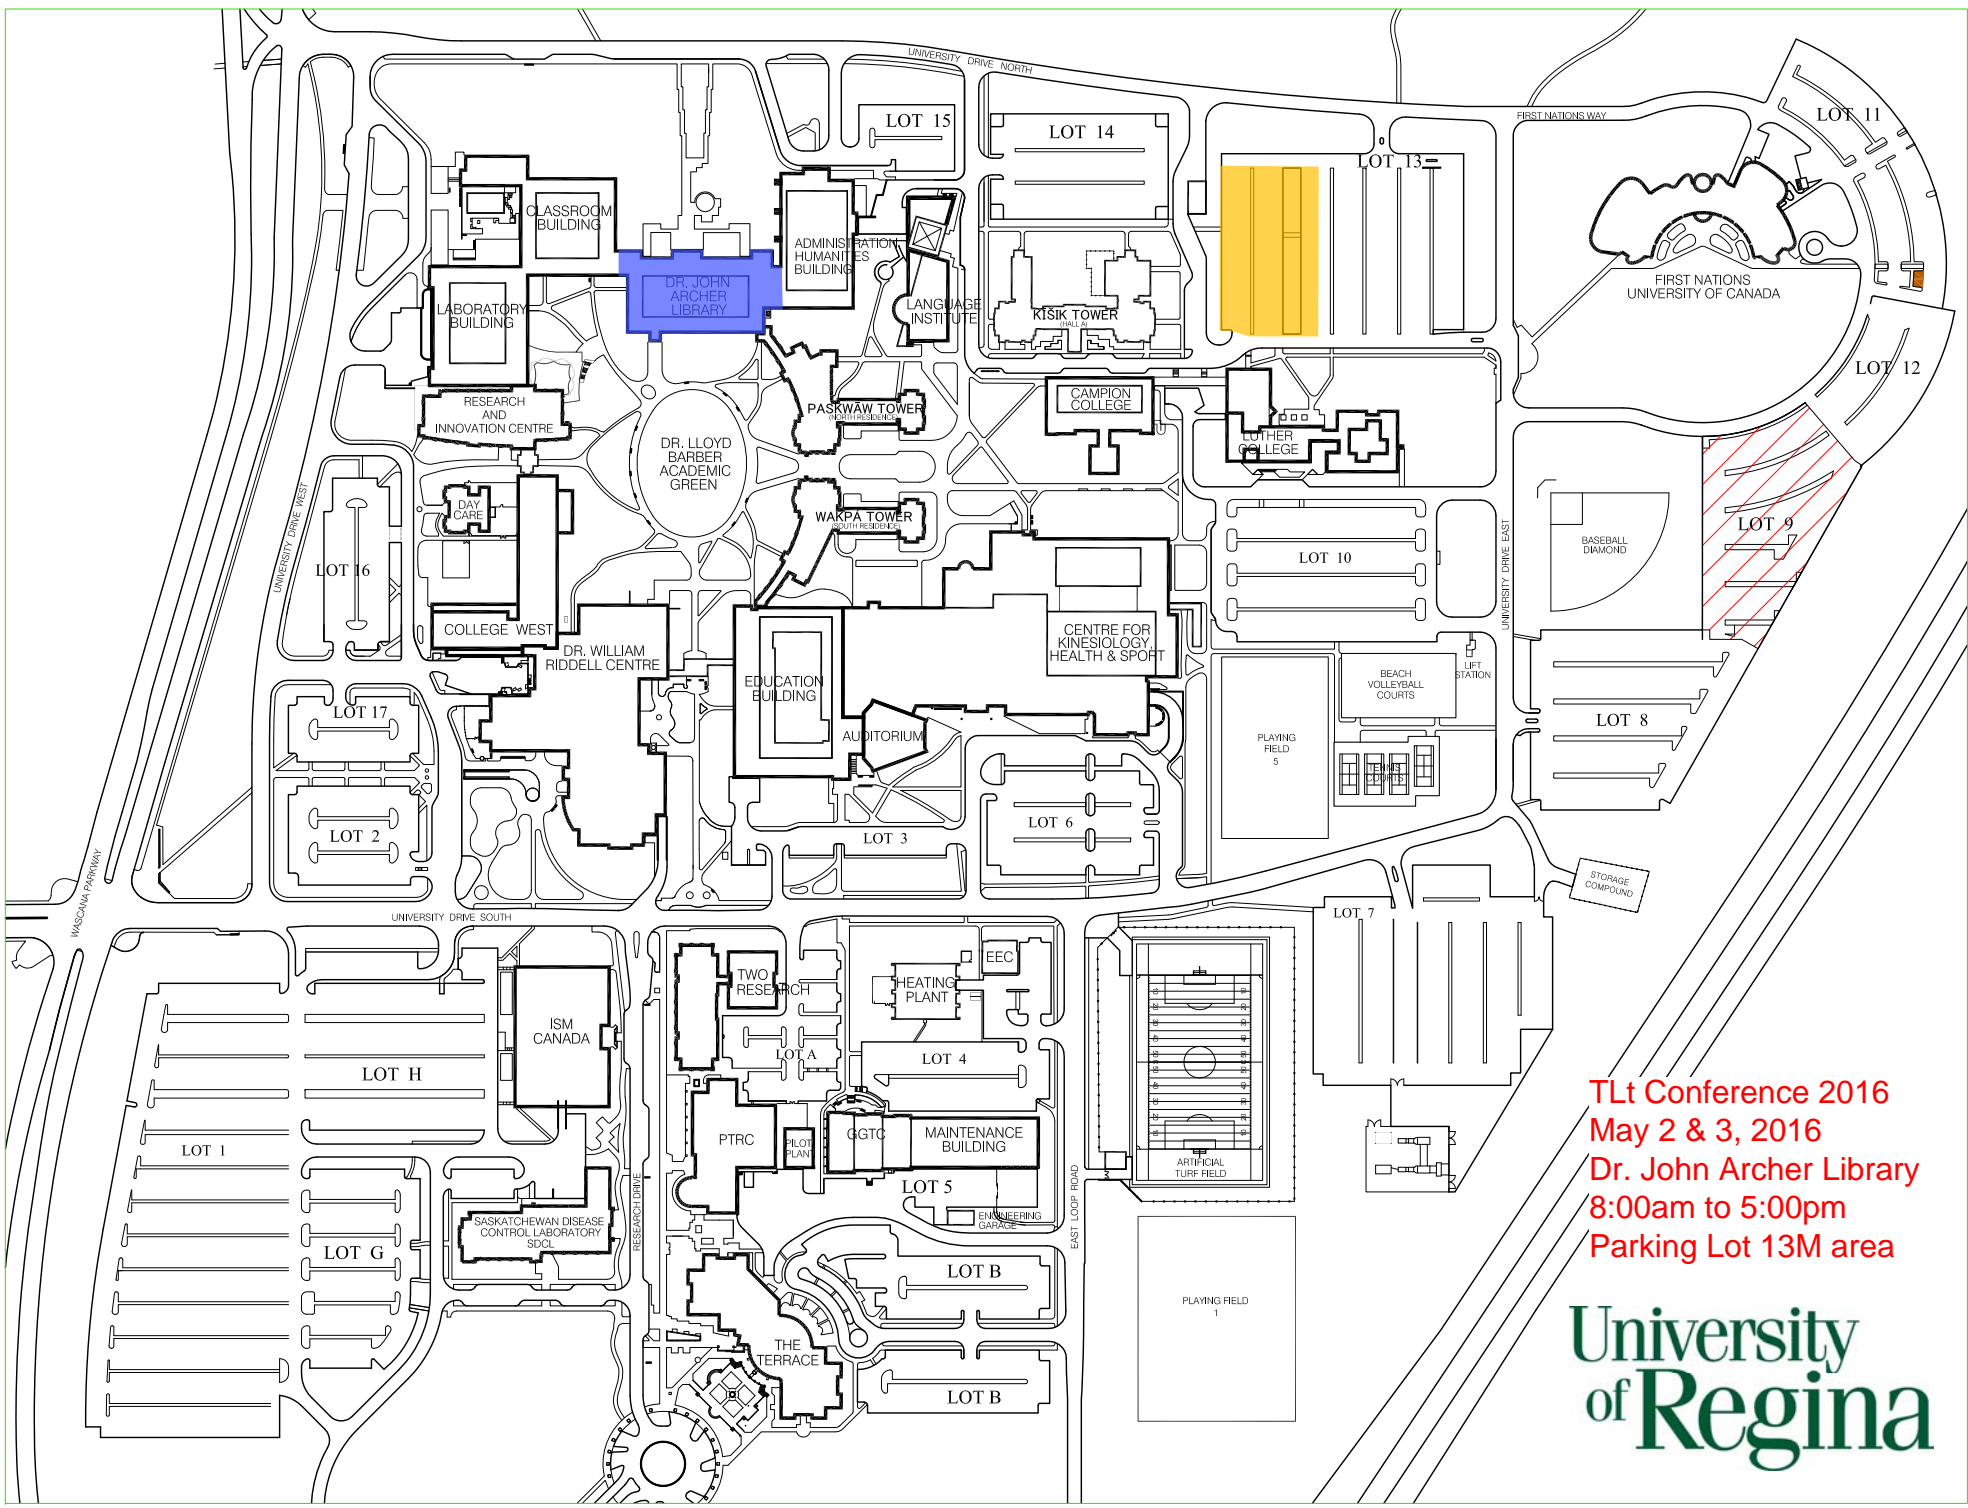 UNIVERSITY DRIVE NORTH
FIRST NATIONS WAY
LOT 11
LOT 15
LOT 14
LOT 13
CLASSROOM
BUILDING
ADMINISTRATION
HUMANITIES
BUILDING
DR. JOHN
ARCHER
LIBRARY
LABORATORY
BUILDING
LANGUAGE
INSTITUTE
KĪSIK TOWER
(HALL A)
FIRST NATIONS
UNIVERSITY OF CANADA
LOT 12
RESEARCH
AND
INNOVATION CENTRE
PASKWĀW TOWER
(NORTH RESIDENCE)
CAMPION
COLLEGE
LUTHER
COLLEGE
DR. LLOYD
BARBER
ACADEMIC
GREEN
UNIVERSITY DRIVE WEST
DAY
CARE
WAKPÁ TOWER
(SOUTH RESIDENCE)
LOT 9
BASEBALL
DIAMOND
LOT 10
UNIVERSITY DRIVE EAST
LOT 16
COLLEGE WEST
DR. WILLIAM
RIDDELL CENTRE
CENTRE FOR
KINESIOLOGY,
HEALTH & SPORT
EDUCATION
BUILDING
LIFT
STATION
BEACH
VOLLEYBALL
COURTS
LOT 17
AUDITORIUM
PLAYING
FIELD
5
TENNIS
COURTS
LOT 8
LOT 2
LOT 3
LOT 6
WASCANA PARKWAY
STORAGE
COMPOUND
UNIVERSITY DRIVE SOUTH
LOT 7
TWO
RESEARCH
HEATING
PLANT
EEC
ISM
CANADA
LOT A
LOT 4
LOT H
LOT 1
PTRC
PILOT
PLANT
GGTC
MAINTENANCE
BUILDING
ARTIFICIAL
TURF FIELD
LOT 5
ENGINEERING
GARAGE
RESEARCH DRIVE
EAST LOOP ROAD
SASKATCHEWAN DISEASE
CONTROL LABORATORY
SDCL
LOT G
LOT B
PLAYING FIELD
1
THE
TERRACE
LOT B
TLt Conference 2016
May 2 & 3, 2016
Dr. John Archer Library
8:00am to 5:00pm
Parking Lot 13M area
University
of Regina